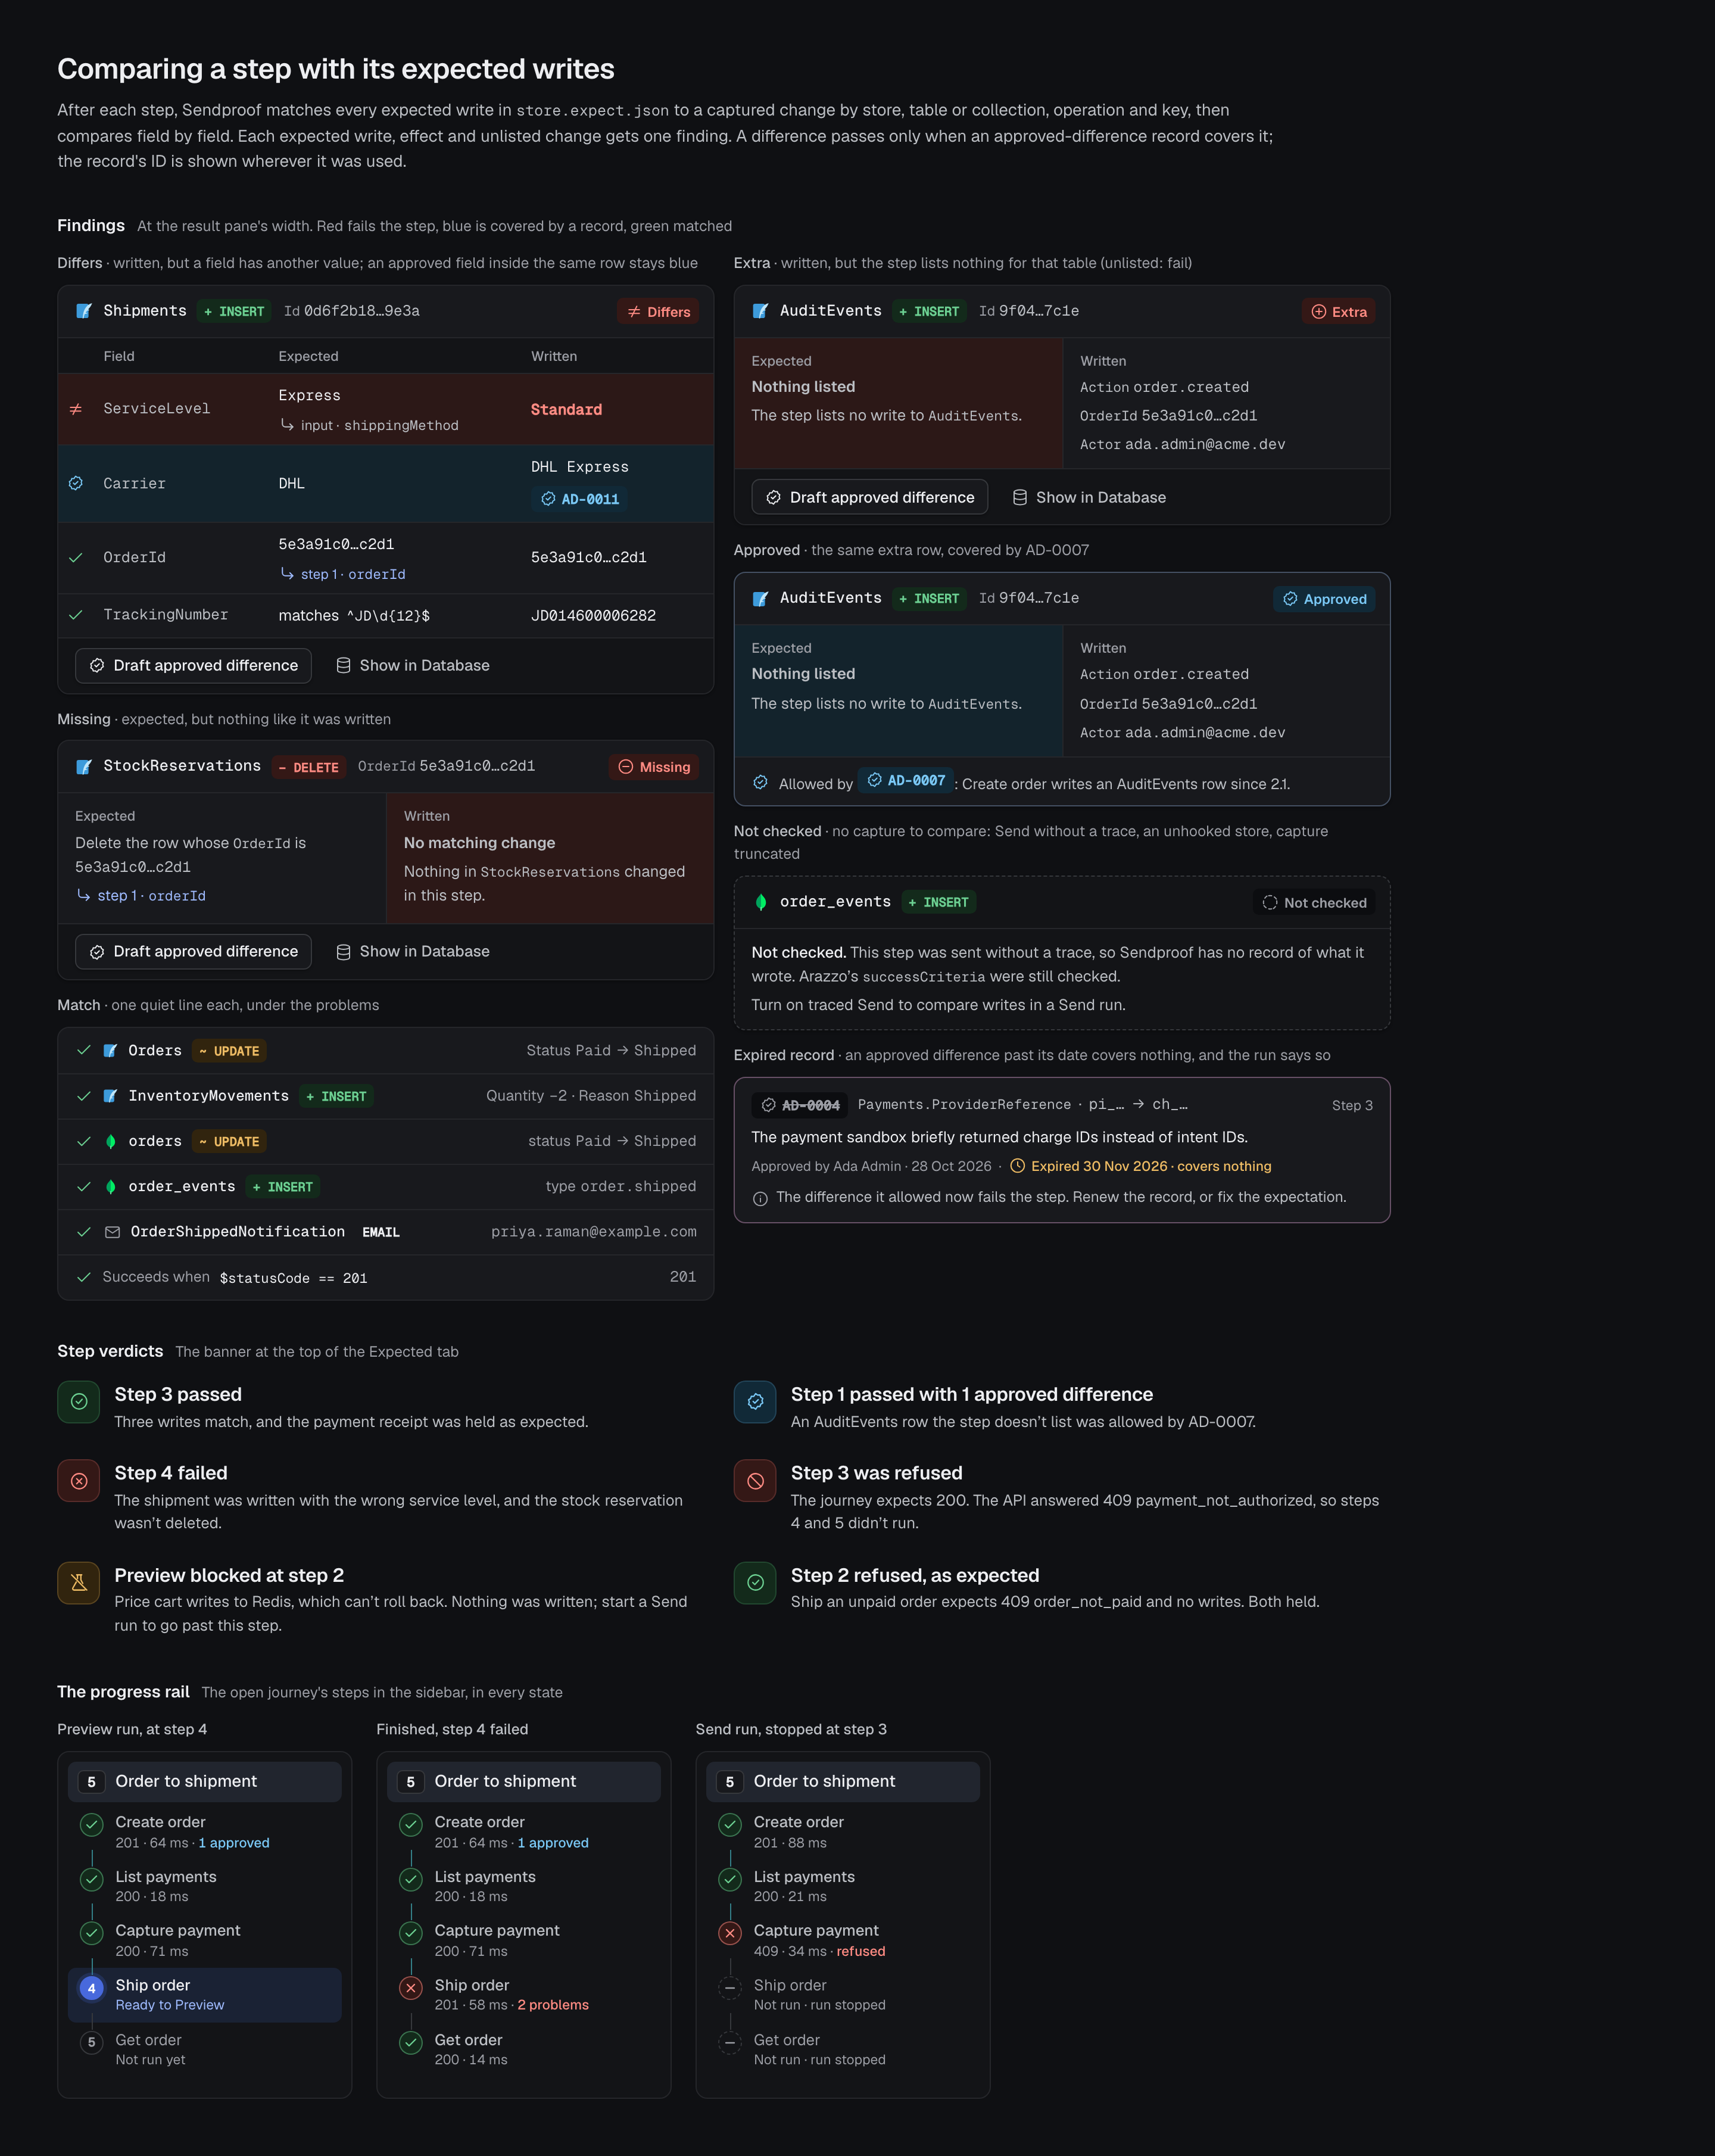 Comparing a step with its expected writes
After each step, Sendproof matches every expected write in store.expect.json to a captured change by store, table or collection, operation and key, then
compares field by field. Each expected write, effect and unlisted change gets one finding. A difference passes only when an approved-difference record covers it;
the record's ID is shown wherever it was used.
Findings At the result pane's width. Red fails the step, blue is covered by a record, green matched
Differs · written, but a field has another value; an approved field inside the same row stays blue
Shipments + INSERT Id 0d6f2b18…9e3a ≠ Differs
Field Expected Written
≠ ServiceLevel Express Standard
↳ input · shippingMethod
Carrier DHL DHL Express
AD-0011
OrderId 5e3a91c0…c2d1 5e3a91c0…c2d1
↳ step 1 · orderId
TrackingNumber matches ^JD\d{12}$ JD014600006282
Draft approved difference Show in Database
Missing · expected, but nothing like it was written
StockReservations − DELETE OrderId 5e3a91c0…c2d1 Missing
Expected
Delete the row whose OrderId is
5e3a91c0…c2d1
↳ step 1 · orderId
Written
No matching change
Nothing in StockReservations changed
in this step.
Draft approved difference Show in Database
Match · one quiet line each, under the problems
Orders ~ UPDATE Status Paid → Shipped
InventoryMovements + INSERT Quantity −2 · Reason Shipped
orders ~ UPDATE status Paid → Shipped
order_events + INSERT type order.shipped
OrderShippedNotification EMAIL priya.raman@example.com
Succeeds when $statusCode == 201 201
Extra · written, but the step lists nothing for that table (unlisted: fail)
AuditEvents + INSERT Id 9f04…7c1e Extra
Expected
Nothing listed
The step lists no write to AuditEvents.
Written
Action order.created
OrderId 5e3a91c0…c2d1
Actor ada.admin@acme.dev
Draft approved difference Show in Database
Approved · the same extra row, covered by AD-0007
AuditEvents + INSERT Id 9f04…7c1e Approved
Expected
Nothing listed
The step lists no write to AuditEvents.
Written
Action order.created
OrderId 5e3a91c0…c2d1
Actor ada.admin@acme.dev
Allowed by AD-0007 : Create order writes an AuditEvents row since 2.1.
Not checked · no capture to compare: Send without a trace, an unhooked store, capture
truncated
order_events + INSERT Not checked
Not checked. This step was sent without a trace, so Sendproof has no record of what it
wrote. Arazzo’s successCriteria were still checked.
Turn on traced Send to compare writes in a Send run.
Expired record · an approved difference past its date covers nothing, and the run says so
AD-0004 Payments.ProviderReference · pi_… → ch_… Step 3
The payment sandbox briefly returned charge IDs instead of intent IDs.
Approved by Ada Admin · 28 Oct 2026 · Expired 30 Nov 2026 · covers nothing
The difference it allowed now fails the step. Renew the record, or fix the expectation.
Step verdicts The banner at the top of the Expected tab
Step 3 passed
Three writes match, and the payment receipt was held as expected.
Step 1 passed with 1 approved difference
An AuditEvents row the step doesn’t list was allowed by AD-0007.
Step 4 failed
The shipment was written with the wrong service level, and the stock reservation
wasn’t deleted.
Step 3 was refused
The journey expects 200. The API answered 409 payment_not_authorized, so steps
4 and 5 didn’t run.
Preview blocked at step 2
Price cart writes to Redis, which can’t roll back. Nothing was written; start a Send
run to go past this step.
Step 2 refused, as expected
Ship an unpaid order expects 409 order_not_paid and no writes. Both held.
The progress rail The open journey's steps in the sidebar, in every state
Preview run, at step 4
5 Order to shipment
Create order
201 · 64 ms · 1 approved
List payments
200 · 18 ms
Capture payment
200 · 71 ms
4 Ship order
Ready to Preview
5 Get order
Not run yet
Finished, step 4 failed
5 Order to shipment
Create order
201 · 64 ms · 1 approved
List payments
200 · 18 ms
Capture payment
200 · 71 ms
Ship order
201 · 58 ms · 2 problems
Get order
200 · 14 ms
Send run, stopped at step 3
5 Order to shipment
Create order
201 · 88 ms
List payments
200 · 21 ms
Capture payment
409 · 34 ms · refused
Ship order
Not run · run stopped
Get order
Not run · run stopped